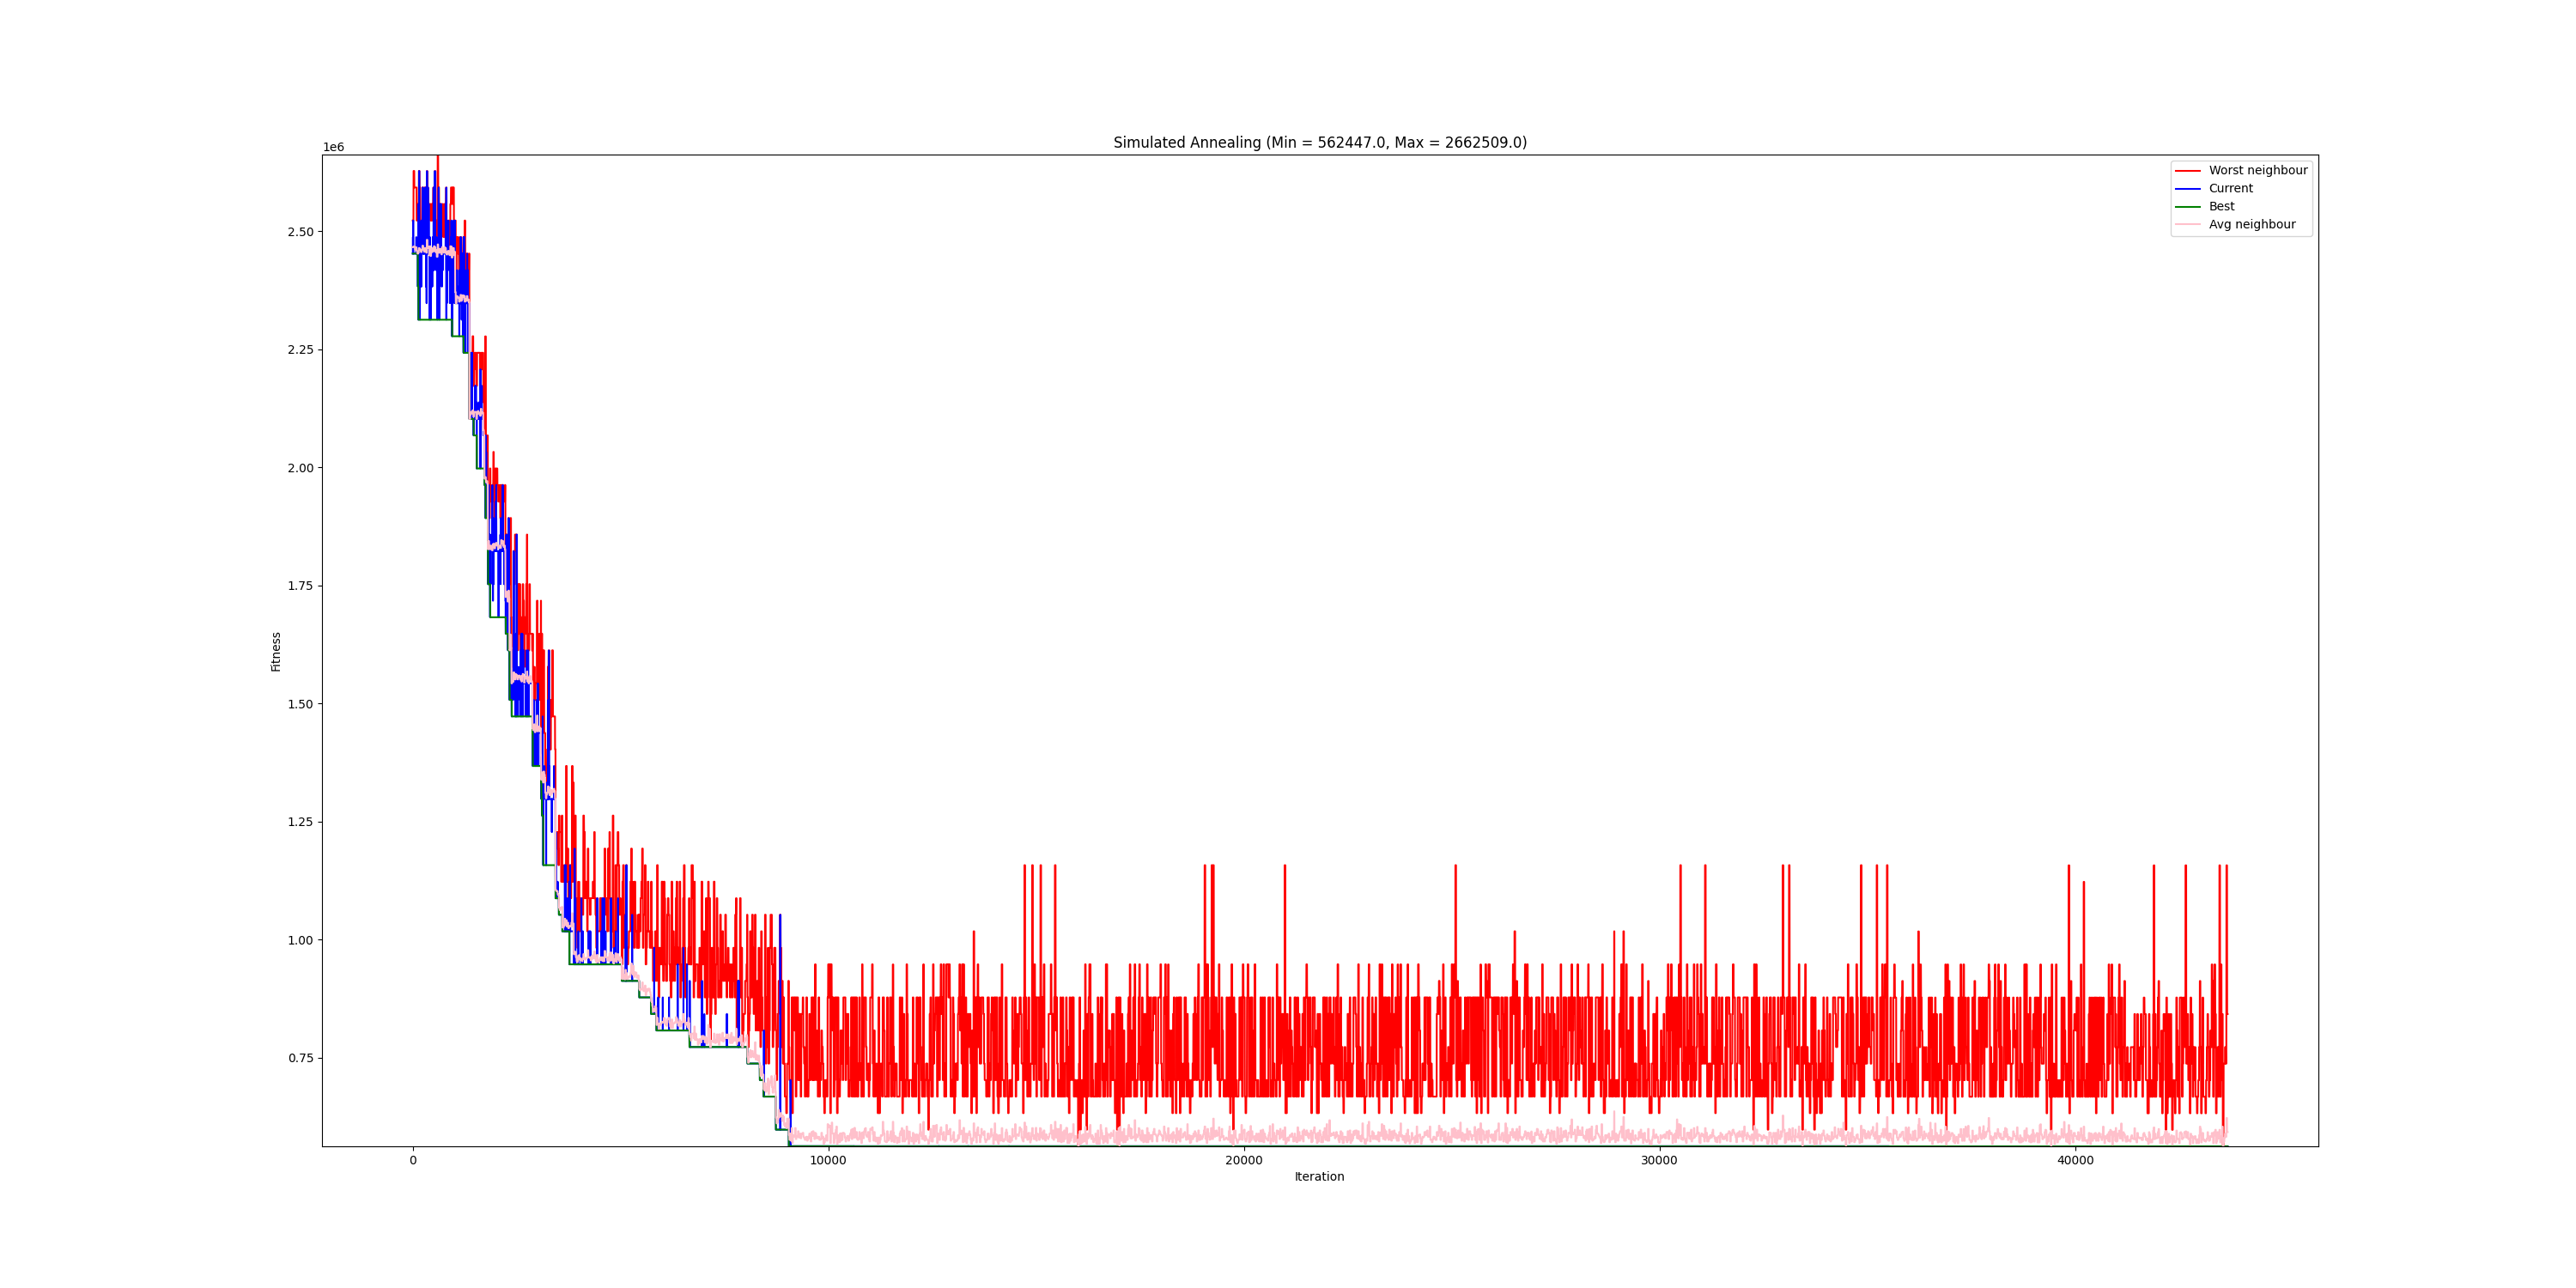 Simulated Annealing (Min = 562447.0, Max = 2662509.0)
1e6
Worst neighbour
Current
Best
Avg neighbour
2.50
2.25
2.00
1.75
1.50
1.25
1.00
0.75
Fitness
0 10000 20000 30000 40000
Iteration